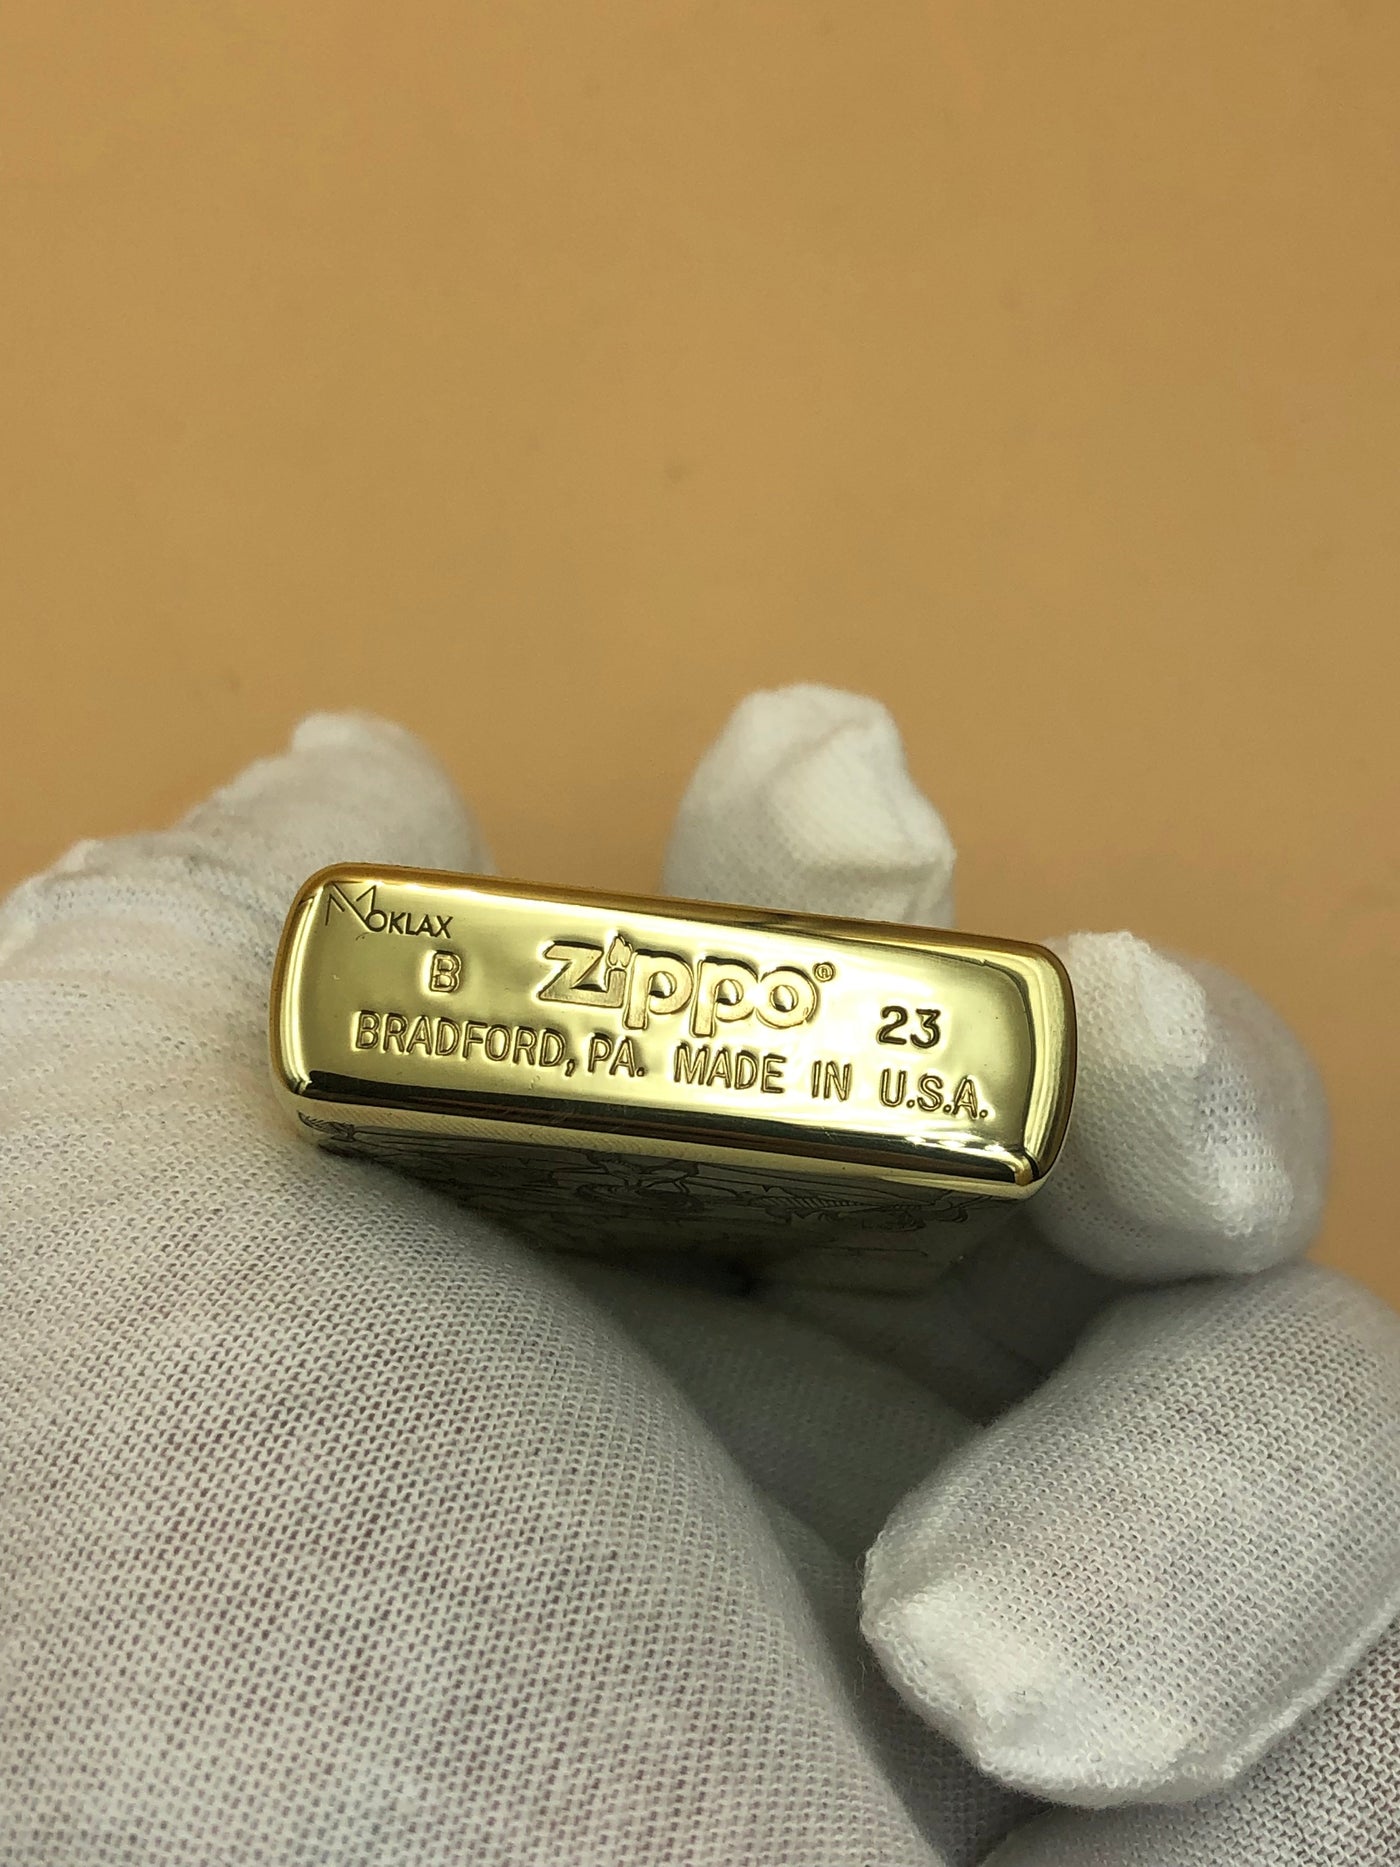 MOKLAX
B zippo® 23
BRADFORD, PA. MADE IN U.S.A.